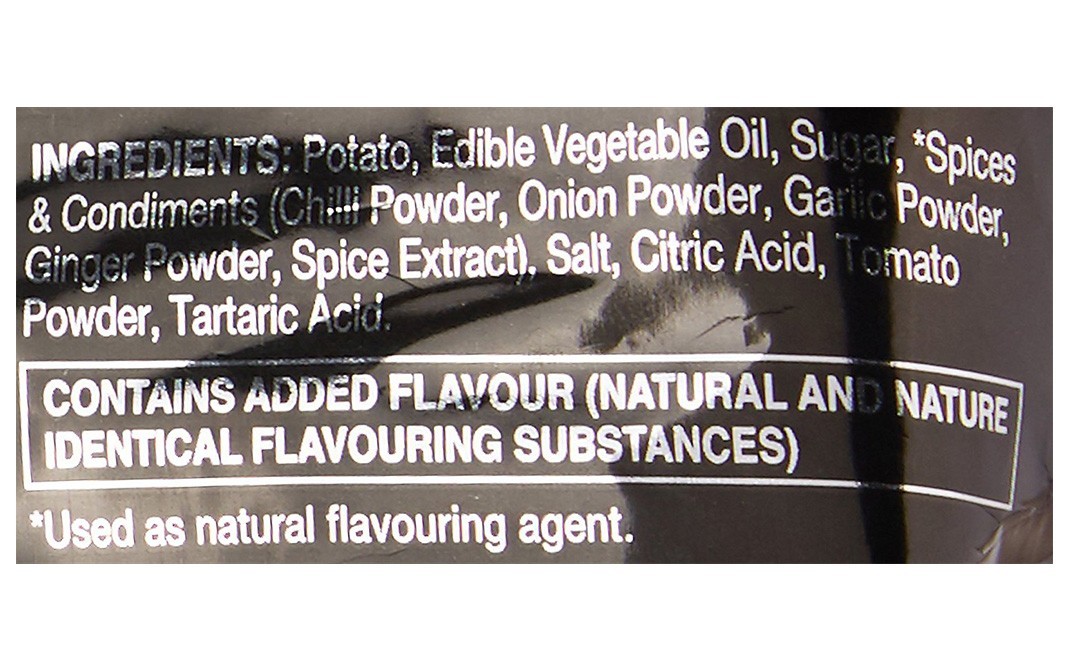 INGREDIENTS: Potato, Edible Vegetable Oil, Sugar, *Spices
& Condiments (Chilli Powder, Onion Powder, Garlic Powder,
Ginger Powder, Spice Extract), Salt, Citric Acid, Tomato
Powder, Tartaric Acid.
CONTAINS ADDED FLAVOUR (NATURAL AND NATURE
IDENTICAL FLAVOURING SUBSTANCES)
*Used as natural flavouring agent.